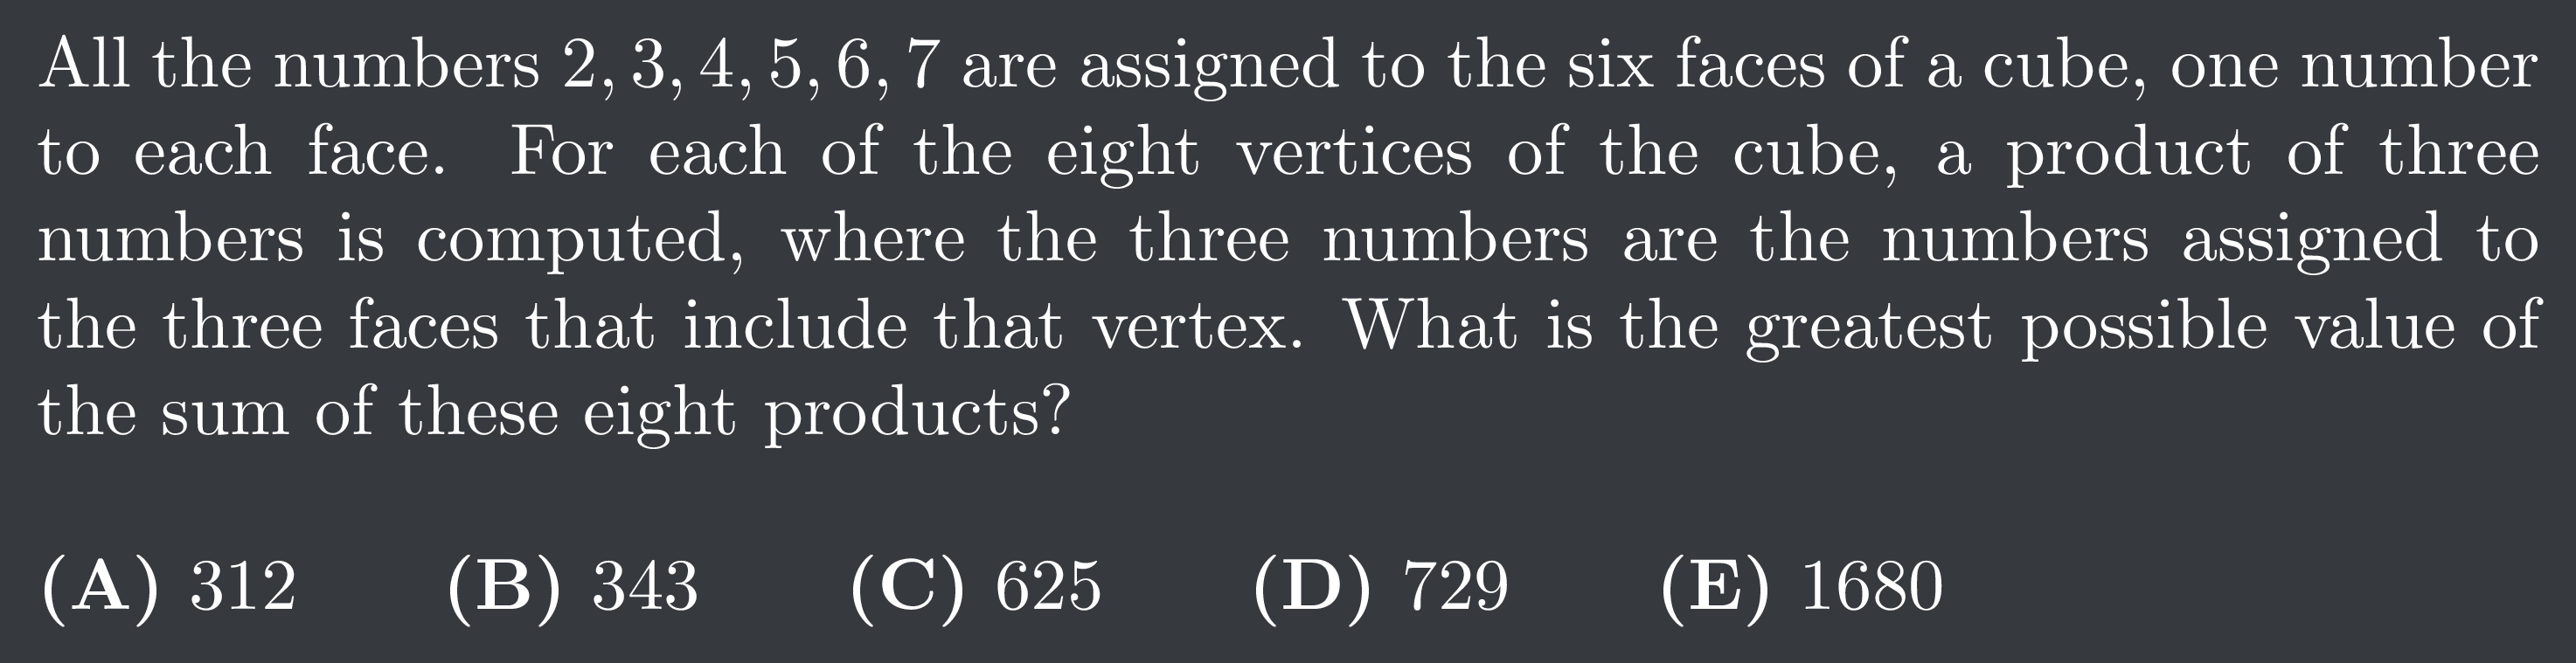 All the numbers 2, 3, 4, 5, 6, 7 are assigned to the six faces of a cube, one number
to each face. For each of the eight vertices of the cube, a product of three
numbers is computed, where the three numbers are the numbers assigned to
the three faces that include that vertex. What is the greatest possible value of
the sum of these eight products?
(A) 312 (B) 343 (C) 625 (D) 729 (E) 1680